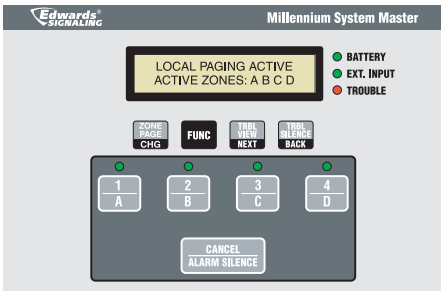 Edwards® Millennium System Master
SIGNALING
LOCAL PAGING ACTIVE
ACTIVE ZONES: A B C D
BATTERY
EXT. INPUT
TROUBLE
ZONE PAGE CHG
FUNC
TRBL VIEW NEXT
TRBL SILENCE BACK
1 2 3 4
A B C D
CANCEL
ALARM SILENCE